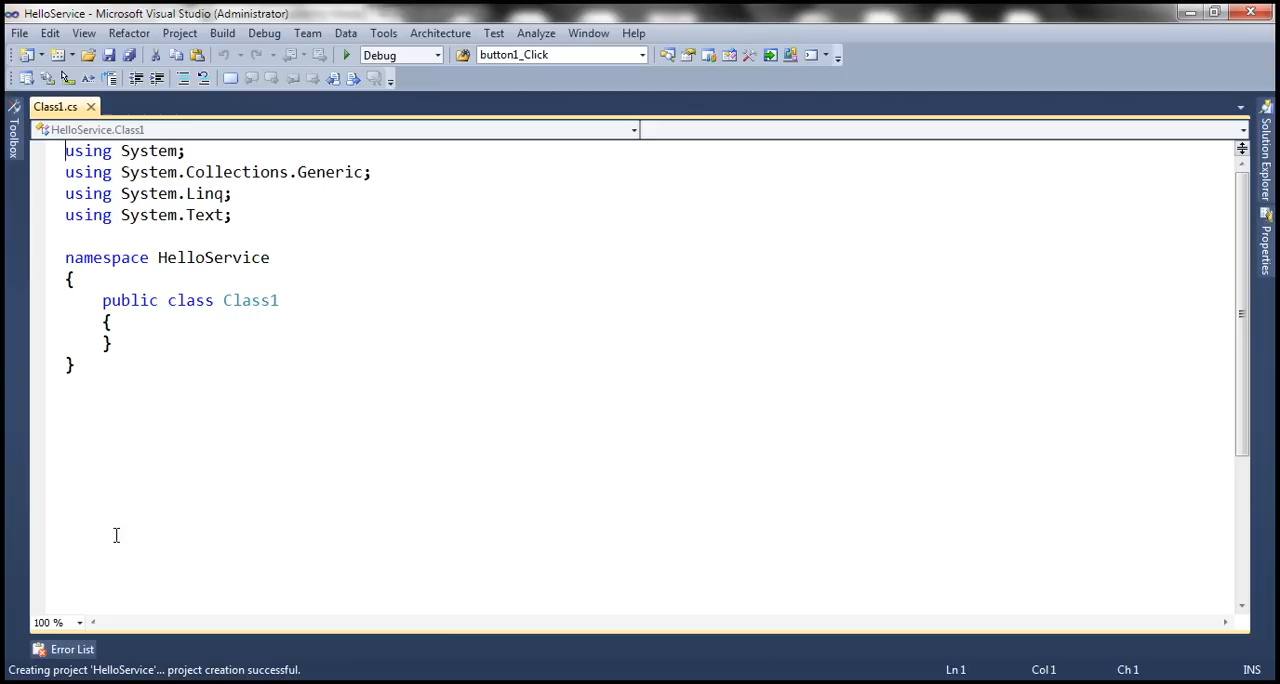 HelloService - Microsoft Visual Studio (Administrator)
File Edit View Refactor Project Build Debug Team Data Tools Architecture Test Analyze Window Help
Debug button1_Click
Class1.cs
HelloService.Class1
Toolbox
Solution Explorer
Properties
using System;
using System.Collections.Generic;
using System.Linq;
using System.Text;
namespace HelloService
{
public class Class1
{
}
}
100 %
Error List
Creating project 'HelloService'... project creation successful. Ln 1 Col 1 Ch 1 INS